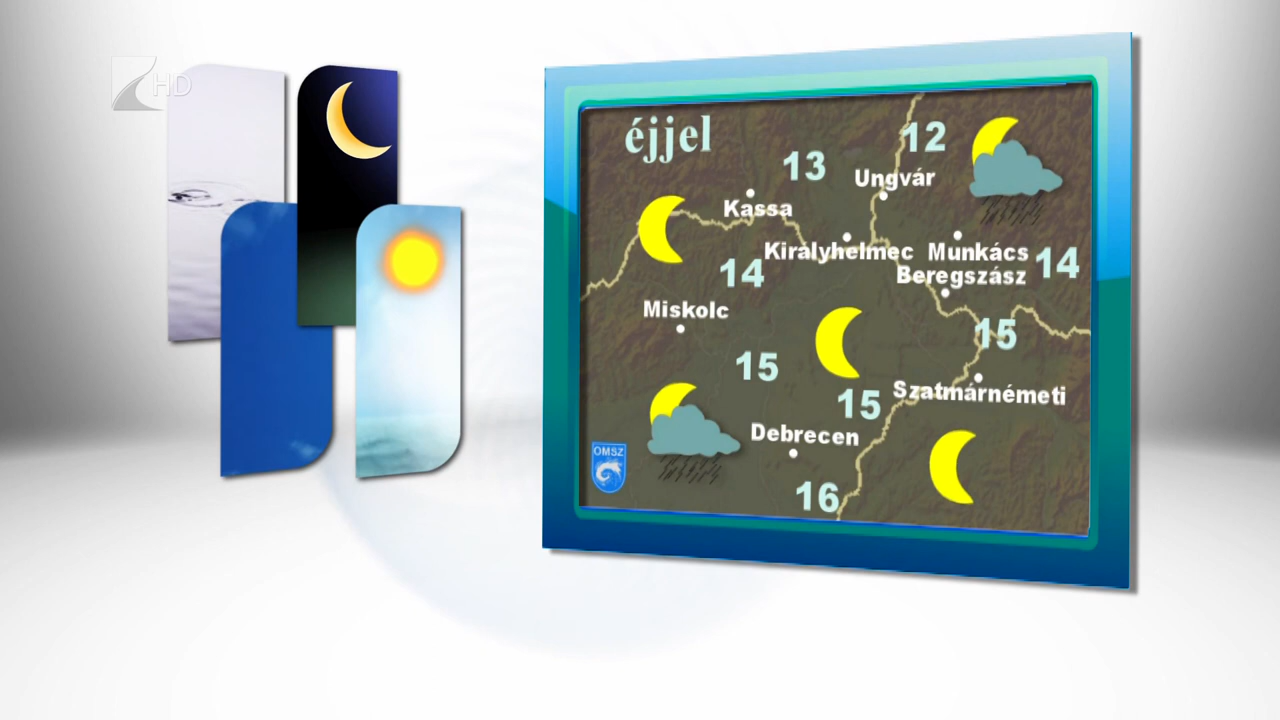 HD
éjjel
12
13
Ungvár
Kassa
Királyhelmec
Munkács
14
Beregszász
14
Miskolc
15
15
15
Szatmárnémeti
Debrecen
OMSZ
16